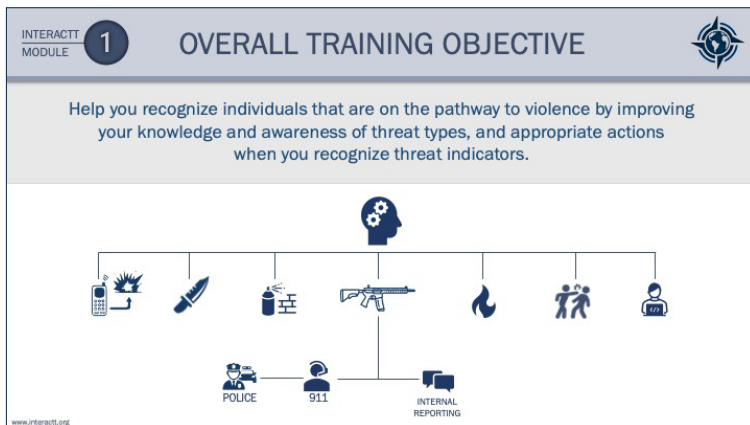 INTERACTT
MODULE
1
OVERALL TRAINING OBJECTIVE
Help you recognize individuals that are on the pathway to violence by improving
your knowledge and awareness of threat types, and appropriate actions
when you recognize threat indicators.
</>
POLICE
911
INTERNAL
REPORTING
www.interactt.org